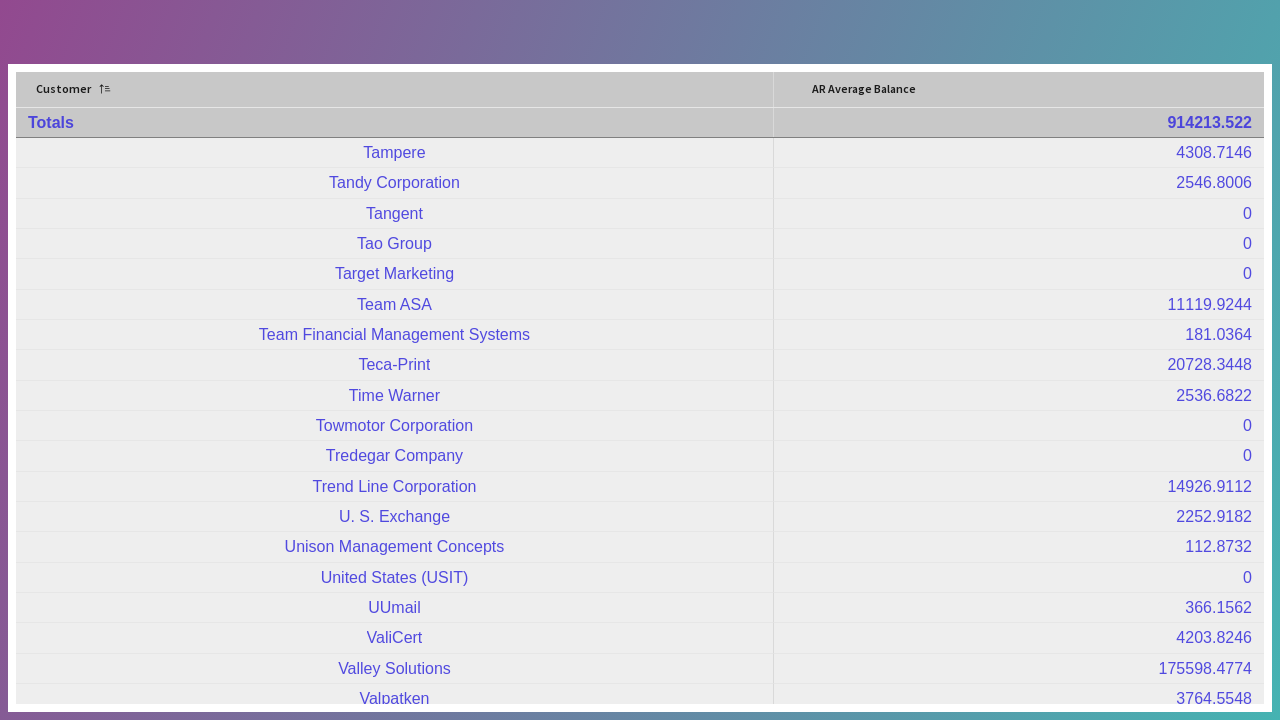 Customer AR Average Balance
Totals 914213.522
Tampere 4308.7146
Tandy Corporation 2546.8006
Tangent 0
Tao Group 0
Target Marketing 0
Team ASA 11119.9244
Team Financial Management Systems 181.0364
Teca-Print 20728.3448
Time Warner 2536.6822
Towmotor Corporation 0
Tredegar Company 0
Trend Line Corporation 14926.9112
U. S. Exchange 2252.9182
Unison Management Concepts 112.8732
United States (USIT) 0
UUmail 366.1562
ValiCert 4203.8246
Valley Solutions 175598.4774
Valpatken 3764.5548